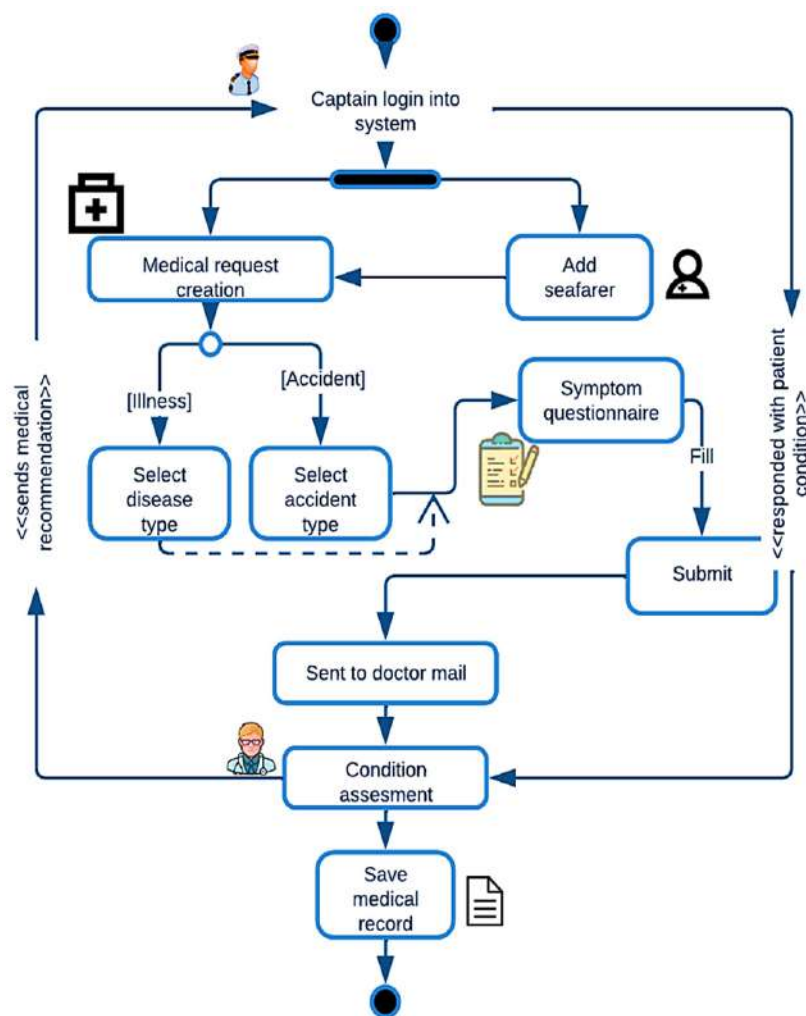 Captain login into
system
Medical request
creation
Add
seafarer
[Illness]
[Accident]
Select
disease
type
Select
accident
type
Symptom
questionnaire
Fill
Submit
<<sends medical
recommendation>>
<<responded with patient
condition>>
Sent to doctor mail
Condition
assesment
Save
medical
record